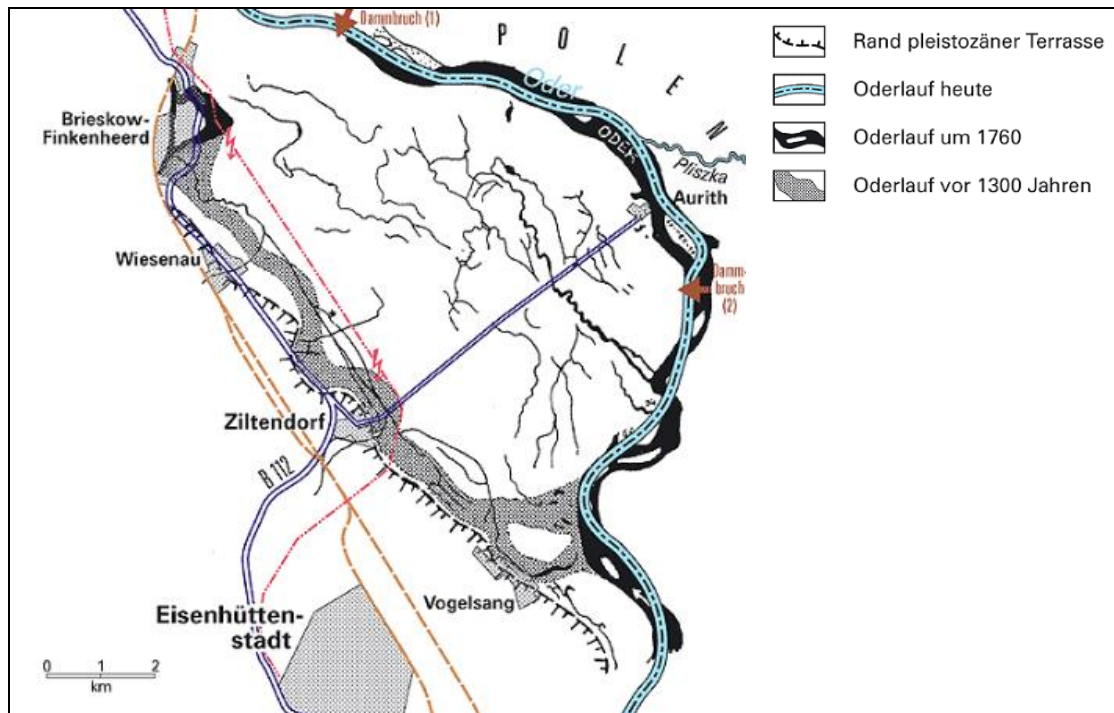 Dammbruch (1)
POLEN
Oder
ODER
Pliszka
Aurith
Damm-
bruch
(2)
Brieskow-
Finkenheerd
Wiesenau
Ziltendorf
B 112
Vogelsang
Eisenhütten-
stadt
0 1 2
km
Rand pleistozäner Terrasse
Oderlauf heute
Oderlauf um 1760
Oderlauf vor 1300 Jahren